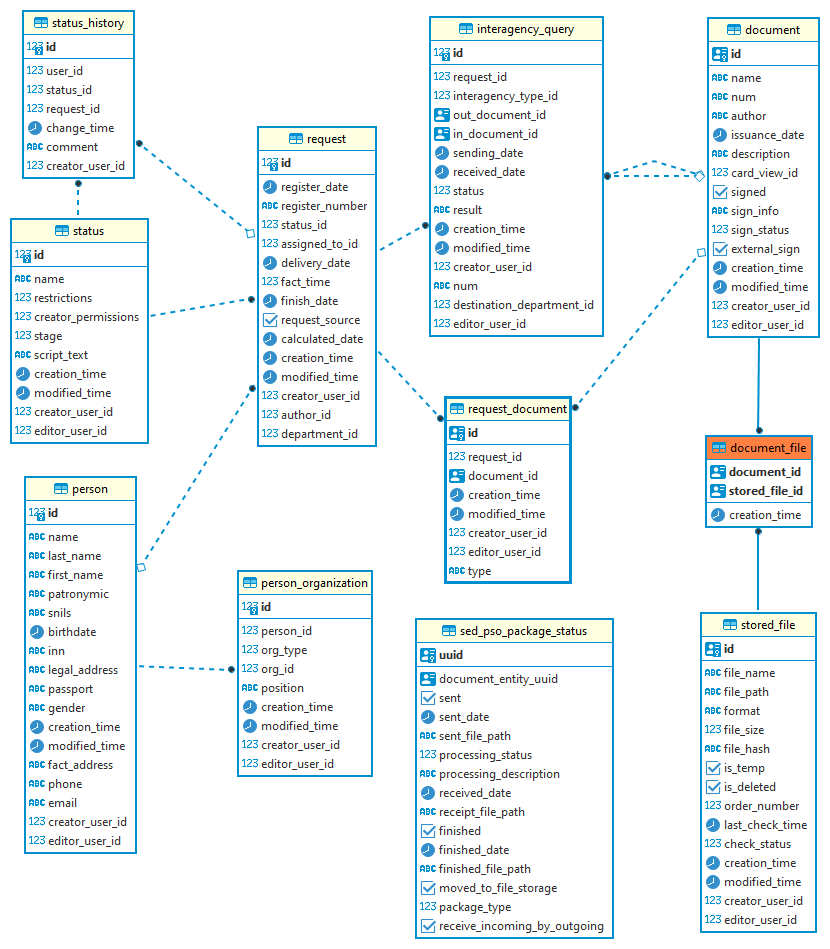 status_history
123 id
123 user_id
123 status_id
123 request_id
change_time
ABC comment
123 creator_user_id
status
123 id
ABC name
123 restrictions
123 creator_permissions
123 stage
ABC script_text
creation_time
modified_time
123 creator_user_id
123 editor_user_id
person
123 id
ABC name
ABC last_name
ABC first_name
ABC patronymic
ABC snils
birthdate
ABC inn
ABC legal_address
ABC passport
ABC gender
creation_time
modified_time
ABC fact_address
ABC phone
ABC email
123 creator_user_id
123 editor_user_id
request
123 id
register_date
ABC register_number
123 status_id
123 assigned_to_id
delivery_date
123 fact_time
finish_date
request_source
calculated_date
creation_time
modified_time
123 creator_user_id
123 author_id
123 department_id
person_organization
123 id
123 person_id
123 org_type
123 org_id
ABC position
creation_time
modified_time
123 creator_user_id
123 editor_user_id
interagency_query
123 id
123 request_id
123 interagency_type_id
out_document_id
in_document_id
sending_date
received_date
123 status
ABC result
creation_time
modified_time
123 creator_user_id
ABC num
123 destination_department_id
123 editor_user_id
request_document
id
123 request_id
document_id
creation_time
modified_time
123 creator_user_id
123 editor_user_id
ABC type
sed_pso_package_status
uuid
document_entity_uuid
sent
sent_date
ABC sent_file_path
123 processing_status
ABC processing_description
received_date
ABC receipt_file_path
finished
finished_date
ABC finished_file_path
moved_to_file_storage
123 package_type
receive_incoming_by_outgoing
document
id
ABC name
ABC num
ABC author
issuance_date
ABC description
123 card_view_id
signed
ABC sign_info
123 sign_status
external_sign
creation_time
modified_time
123 creator_user_id
123 editor_user_id
document_file
document_id
stored_file_id
creation_time
stored_file
id
ABC file_name
ABC file_path
ABC format
123 file_size
ABC file_hash
is_temp
is_deleted
123 order_number
last_check_time
123 check_status
creation_time
modified_time
123 creator_user_id
123 editor_user_id